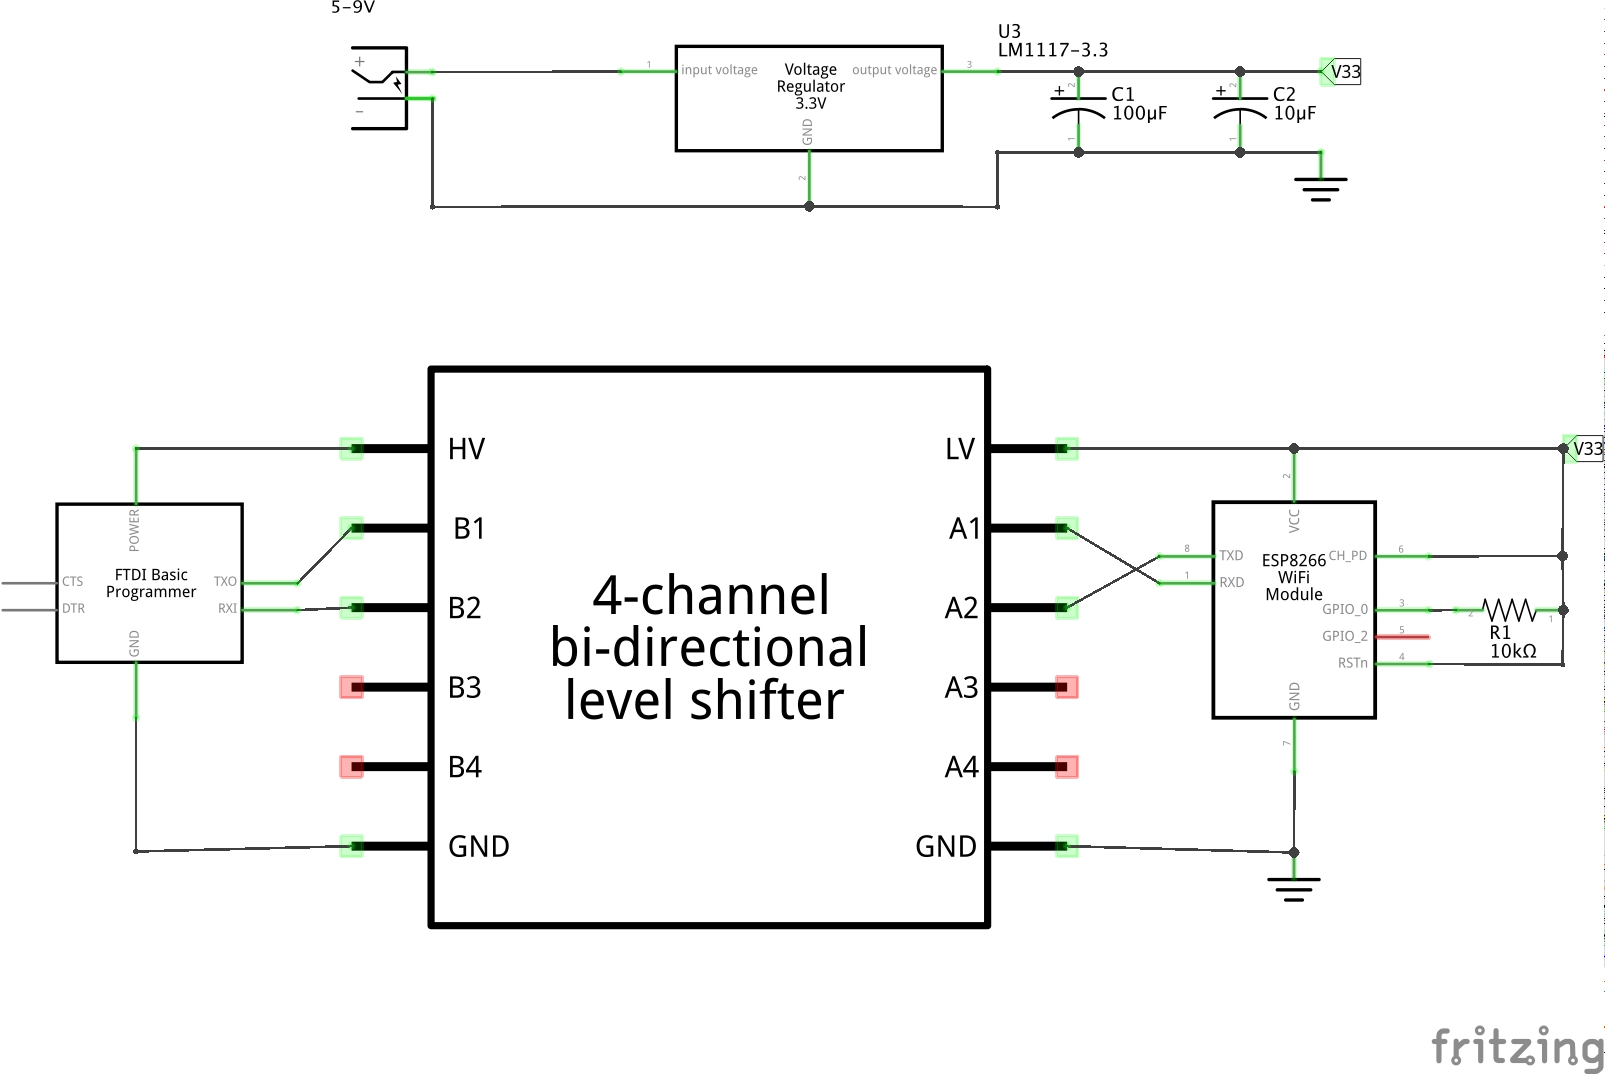 5-9V
+
−
1
input voltage
Voltage
Regulator
3.3V
output voltage
3
GND
2
U3
LM1117-3.3
+
2
C1
100μF
1
+
2
C2
10μF
1
V33
HV
B1
B2
B3
B4
GND
4-channel
bi-directional
level shifter
LV
A1
A2
A3
A4
GND
POWER
CTS
DTR
FTDI Basic
Programmer
TXO
RXI
GND
V33
2
VCC
8
TXD
1
RXD
ESP8266
WiFi
Module
CH_PD
6
GPIO_0
3
GPIO_2
5
RSTn
4
GND
7
2
1
R1
10kΩ
fritzing